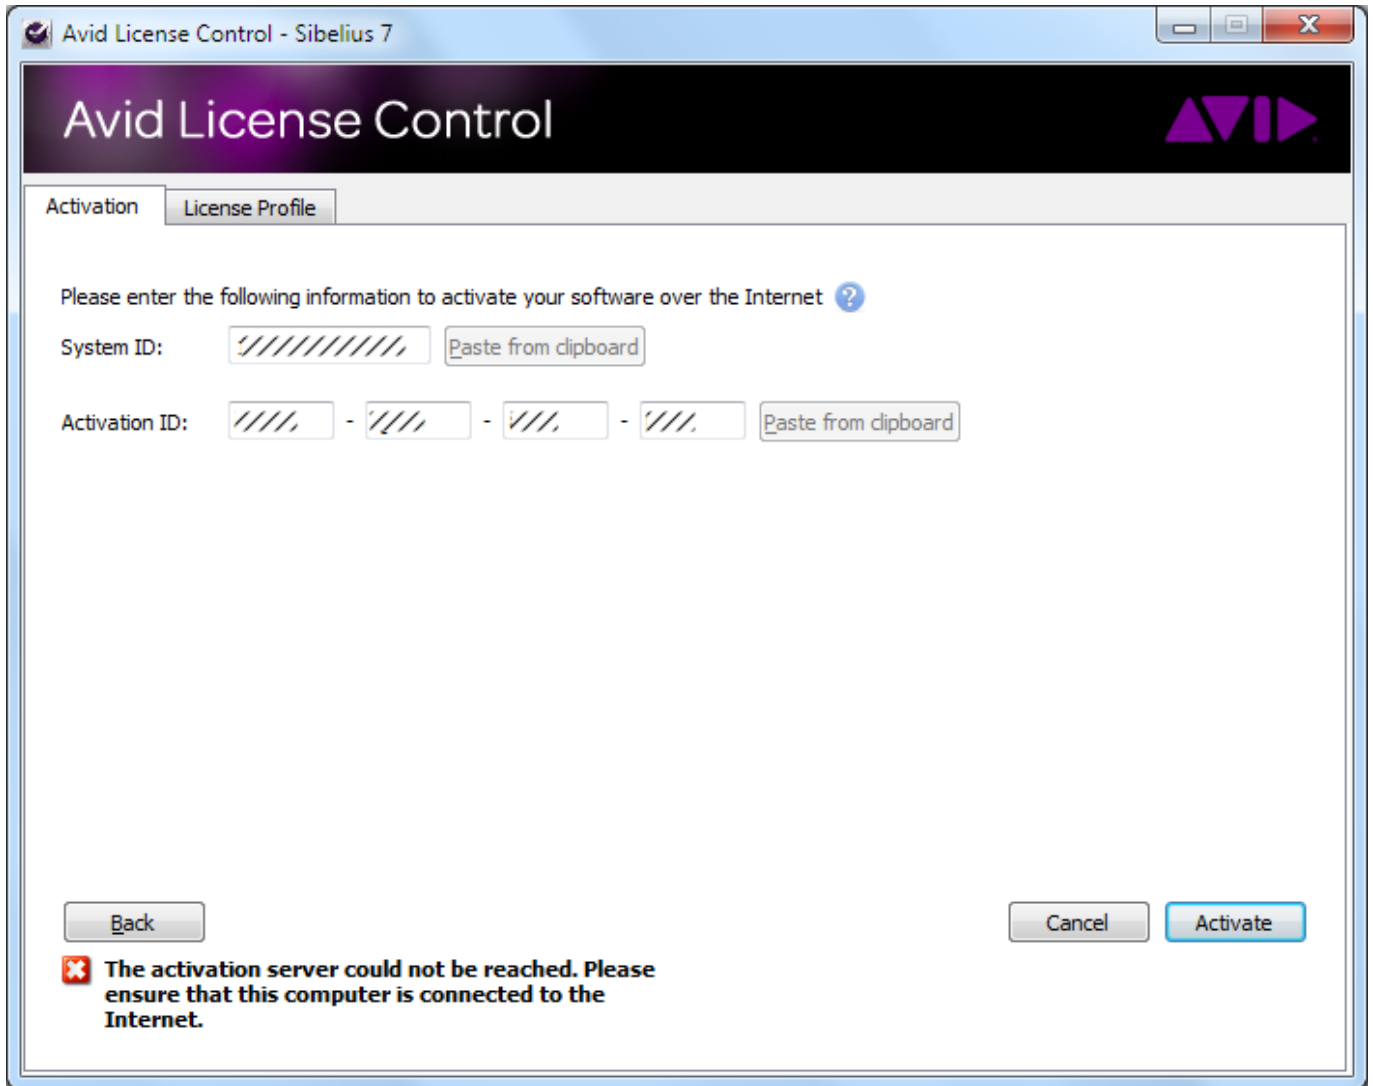 Avid License Control - Sibelius 7
Avid License Control
AVID
Activation
License Profile
Please enter the following information to activate your software over the Internet ?
System ID:
Paste from clipboard
Activation ID: - - -
Paste from clipboard
Back
Cancel
Activate
The activation server could not be reached. Please
ensure that this computer is connected to the
Internet.